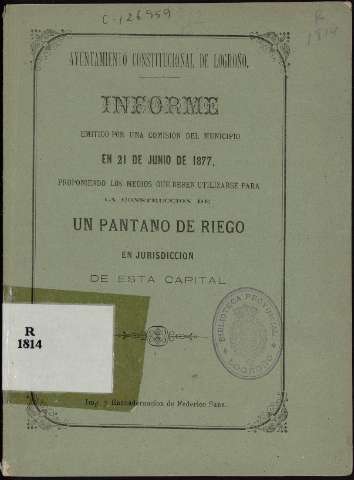 C-126959
R
1814
AYUNTAMIENTO CONSTITUCIONAL DE LOGROÑO.
INFORME
EMITIDO POR UNA COMISION DEL MUNICIPIO
EN 21 DE JUNIO DE 1877,
PROPONIENDO LOS MEDIOS QUE DEBEN UTILIZARSE PARA
LA CONSTRUCCION DE
UN PANTANO DE RIEGO
EN JURISDICCION
DE ESTA CAPITAL
BIBLIOTECA PROVINCIAL
LOGROÑO
R
1814
Imp. y Encuadernacion de Federico Sanz.